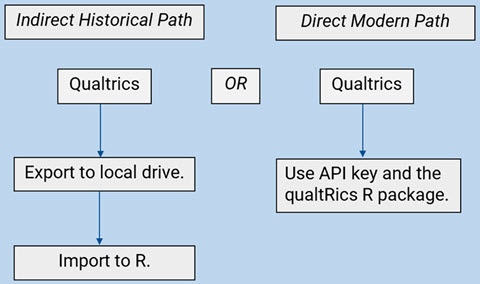 Indirect Historical Path
Direct Modern Path
Qualtrics
OR
Qualtrics
Export to local drive.
Use API key and the
qualtRics R package.
Import to R.